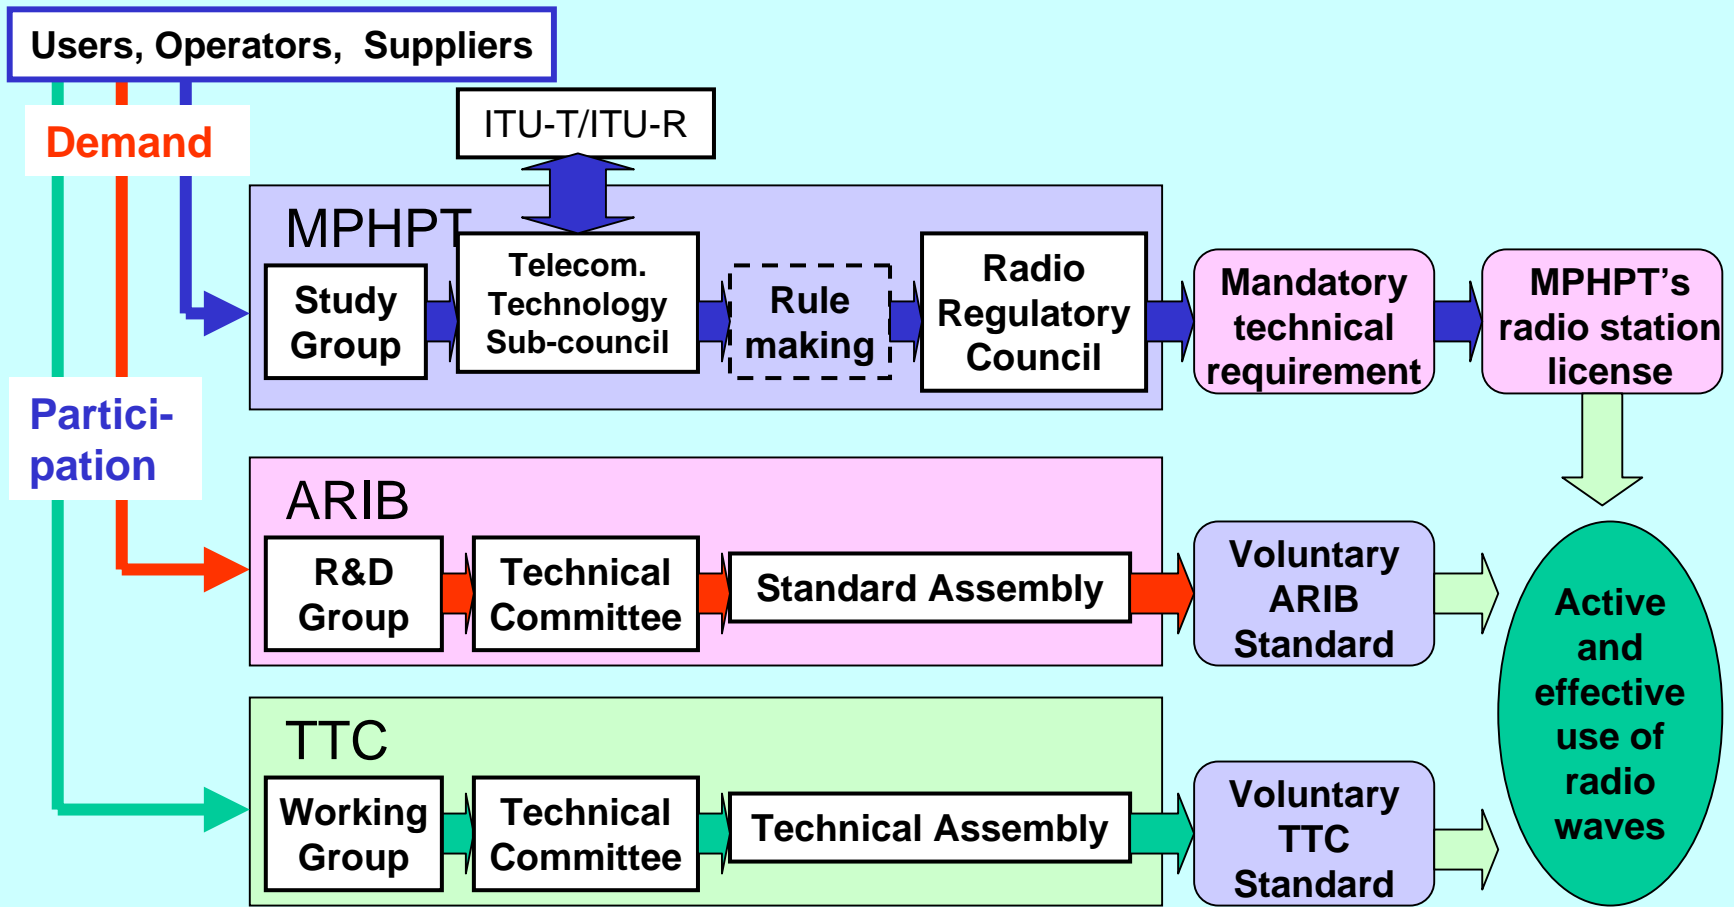 Users, Operators, Suppliers
Demand
Partici-
pation
ITU-T/ITU-R
MPHPT
Study
Group
Telecom.
Technology
Sub-council
Rule
making
Radio
Regulatory
Council
Mandatory
technical
requirement
MPHPT’s
radio station
license
ARIB
R&D
Group
Technical
Committee
Standard Assembly
Voluntary
ARIB
Standard
TTC
Working
Group
Technical
Committee
Technical Assembly
Voluntary
TTC
Standard
Active
and
effective
use of
radio
waves